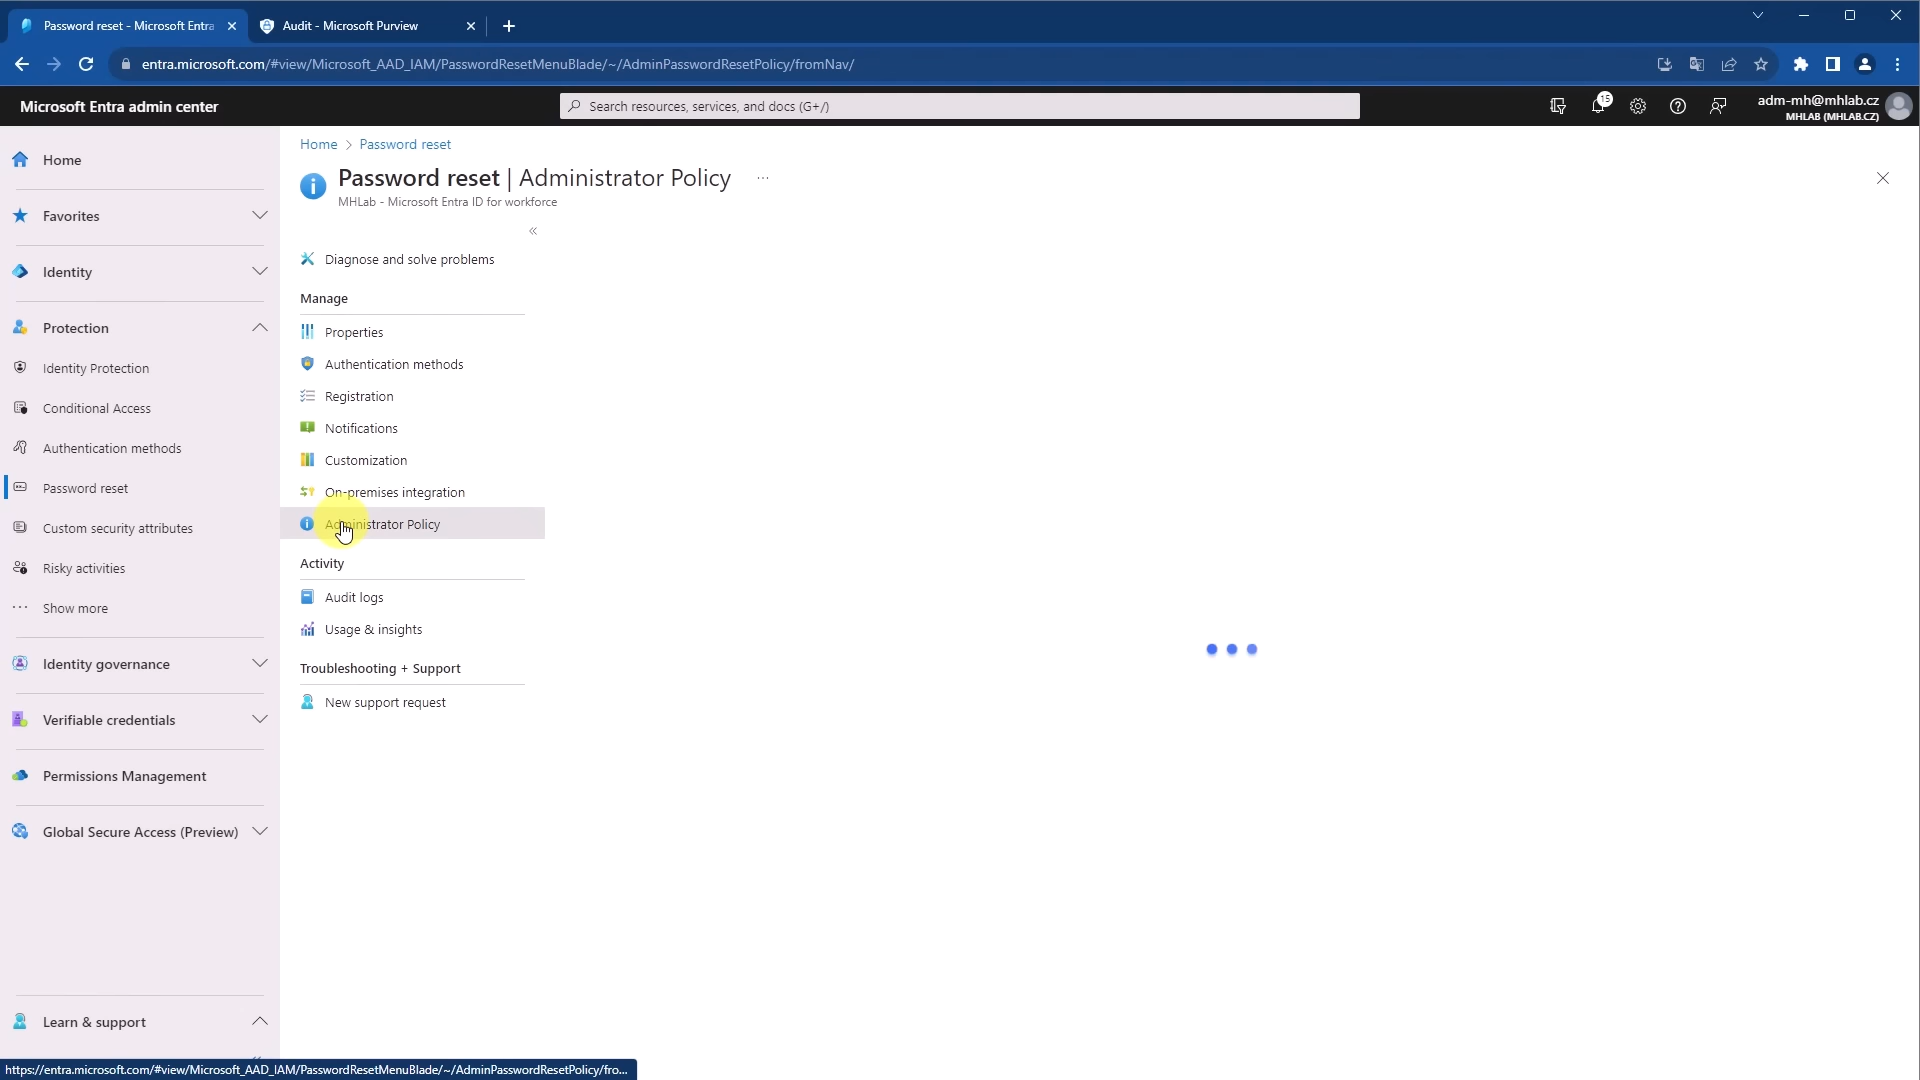 Password reset - Microsoft Entra
Audit - Microsoft Purview
entra.microsoft.com/#view/Microsoft_AAD_IAM/PasswordResetMenuBlade/~/AdminPasswordResetPolicy/fromNav/
Microsoft Entra admin center
Search resources, services, and docs (G+/)
15
adm-mh@mhlab.cz
MHLAB (MHLAB.CZ)
Home
Favorites
Identity
Protection
Identity Protection
Conditional Access
Authentication methods
Password reset
Custom security attributes
Risky activities
Show more
Identity governance
Verifiable credentials
Permissions Management
Global Secure Access (Preview)
Learn & support
Home > Password reset
Password reset | Administrator Policy ...
MHLab - Microsoft Entra ID for workforce
«
Diagnose and solve problems
Manage
Properties
Authentication methods
Registration
Notifications
Customization
On-premises integration
Administrator Policy
Activity
Audit logs
Usage & insights
Troubleshooting + Support
New support request
https://entra.microsoft.com/#view/Microsoft_AAD_IAM/PasswordResetMenuBlade/~/AdminPasswordResetPolicy/fro...